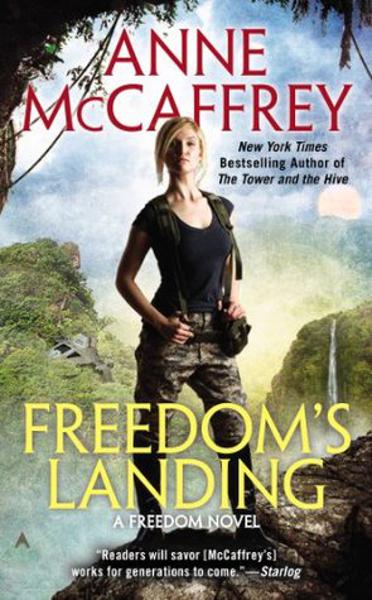 ANNE
McCAFFREY
New York Times
Bestselling Author of
The Tower and the Hive
FREEDOM'S
LANDING
A FREEDOM NOVEL
"Readers will savor [McCaffrey's]
works for generations to come."—Starlog